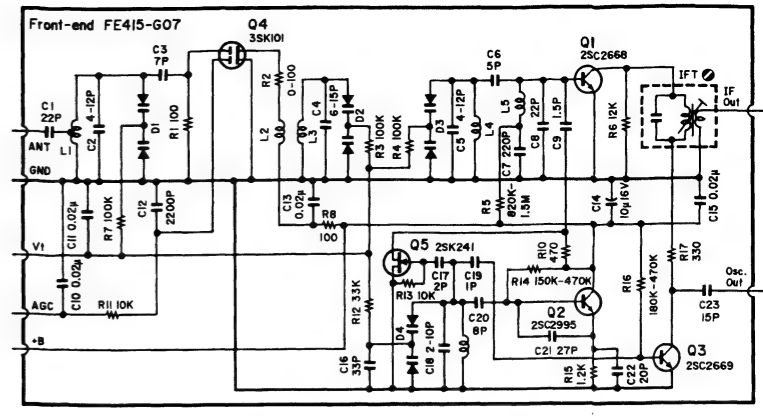 Front-end FE415-G07
Q4
3SK101
C3
7P
C1
22P
ANT
L1
C2
4-12P
D1
R1 100
R2
0-100
L2
L3
C4
6-15P
D2
R3 100K
R4 100K
D3
C5
4-12P
L4
C6
5P
L5
C7 220P
C8
22P
C9
1.5P
Q1
2SC2668
R6 12K
IFT
IF
Out
GND
C11 0.02μ
R7 100K
C12
2200P
C13
0.02μ
R8
100
R5
820K-
1.5M
C14
10μ16V
C15 0.02μ
Vt
C10 0.02μ
Q5
2SK241
C17
2P
C19
1P
R10
470
R14 150K-470K
R16
180K-470K
R17
330
Osc.
Out
C23
15P
AGC
R11 10K
R12 33K
R13 10K
D4
C20
8P
Q2
2SC2995
+B
C16
33P
C18 2-10P
C21 27P
R15
1.2K
C22
20P
Q3
2SC2669